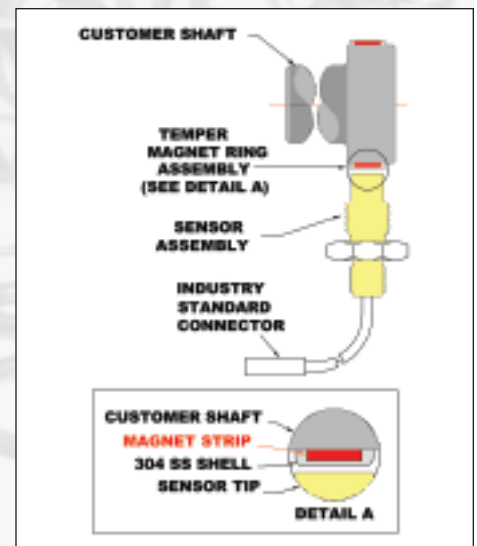 CUSTOMER SHAFT
TEMPER
MAGNET RING
ASSEMBLY
(SEE DETAIL A)
SENSOR
ASSEMBLY
INDUSTRY
STANDARD
CONNECTOR
CUSTOMER SHAFT
MAGNET STRIP
304 SS SHELL
SENSOR TIP
DETAIL A